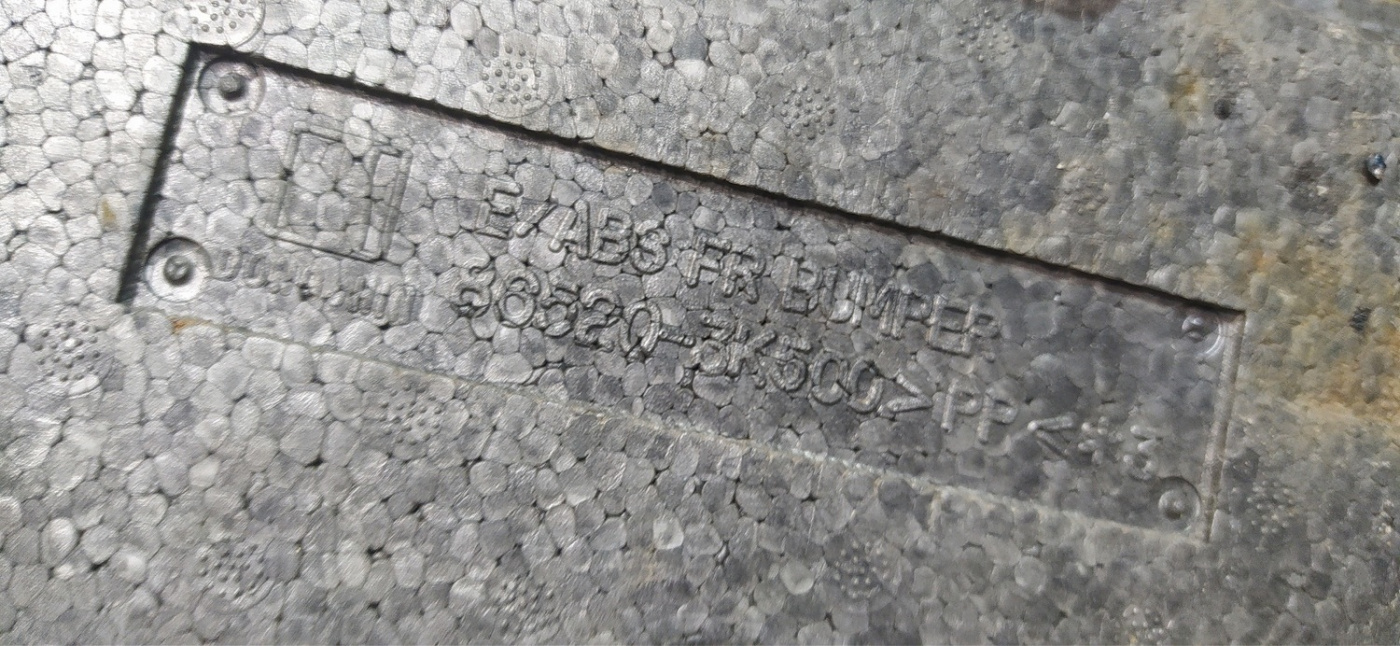 E/ABS FR BUMPER
86520-3K500>PP<